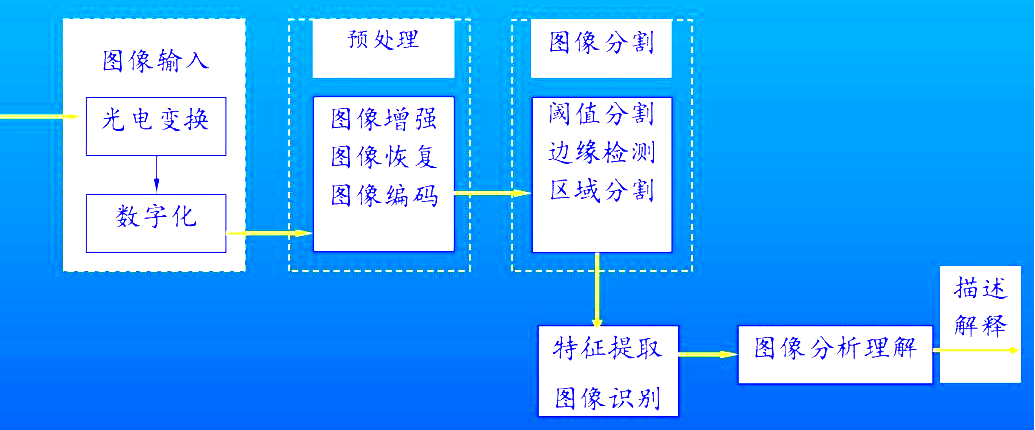 图像输入
光电变换
数字化
预处理
图像增强
图像恢复
图像编码
图像分割
阈值分割
边缘检测
区域分割
特征提取
图像识别
图像分析理解
描述
解释